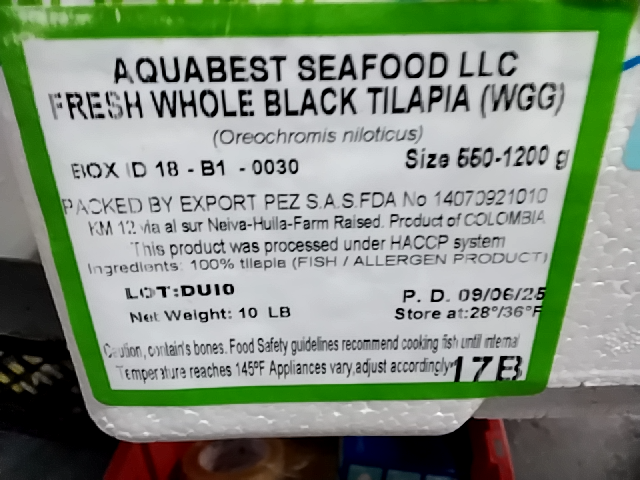 AQUABEST SEAFOOD LLC
FRESH WHOLE BLACK TILAPIA (WGG)
(Oreochromis niloticus)
BOX ID 18 - B1 - 0030
Size 550-1200 g
PACKED BY EXPORT PEZ S.A.S.FDA No 14070921010
KM 12 via al sur Neiva-Huila-Farm Raised. Product of COLOMBIA
This product was processed under HACCP system
Ingredients: 100% tilapia (FISH / ALLERGEN PRODUCT)
LOT:DUI0
P. D. 09/06/25
Net Weight: 10 LB
Store at:28°/36°F
Caution, contain's bones. Food Safety guidelines recommend cooking fish until internal
Temperature reaches 145°F Appliances vary,adjust accordingly
17B